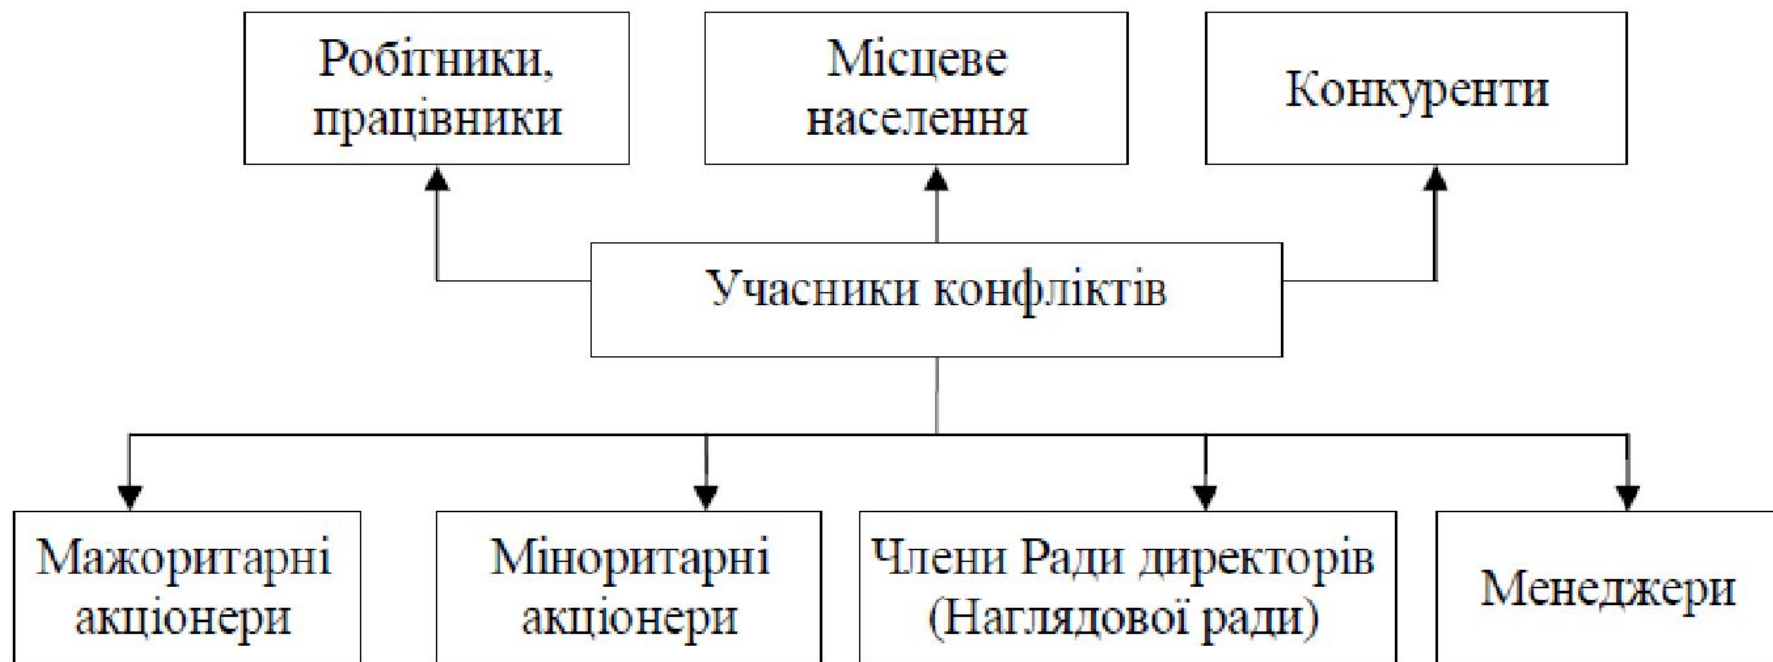 Робітники,
працівники
Місцеве
населення
Конкуренти
Учасники конфліктів
Мажоритарні
акціонери
Міноритарні
акціонери
Члени Ради директорів
(Наглядової ради)
Менеджери